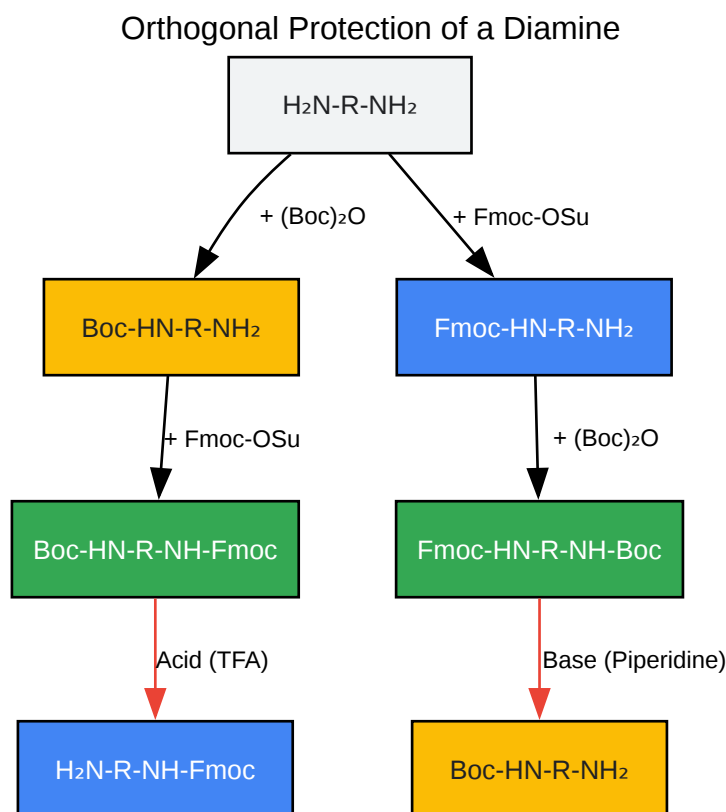 Orthogonal Protection of a Diamine
H₂N-R-NH₂
+ (Boc)₂O
+ Fmoc-OSu
Boc-HN-R-NH₂
Fmoc-HN-R-NH₂
+ Fmoc-OSu
+ (Boc)₂O
Boc-HN-R-NH-Fmoc
Fmoc-HN-R-NH-Boc
Acid (TFA)
Base (Piperidine)
H₂N-R-NH-Fmoc
Boc-HN-R-NH₂